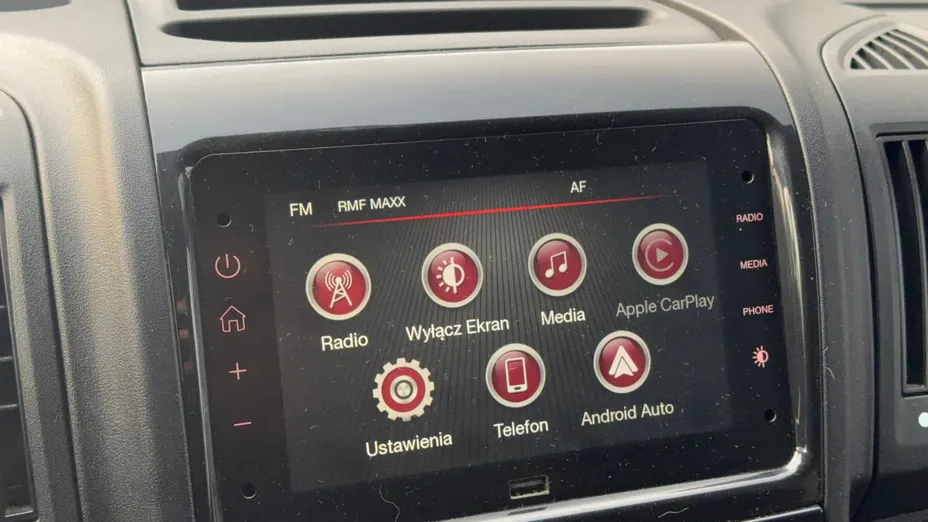 FM RMF MAXX AF
RADIO
MEDIA
PHONE
Radio Wyłącz Ekran Media Apple CarPlay
Ustawienia Telefon Android Auto